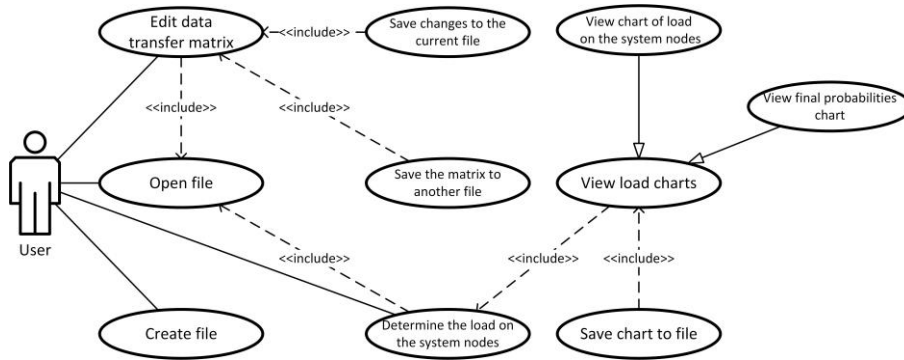 Edit data
transfer matrix
<<include>>
Save changes to the
current file
View chart of load
on the system nodes
View final probabilities
chart
<<include>>
<<include>>
Open file
Save the matrix to
another file
View load charts
User
<<include>>
<<include>>
<<include>>
Create file
Determine the load on
the system nodes
Save chart to file